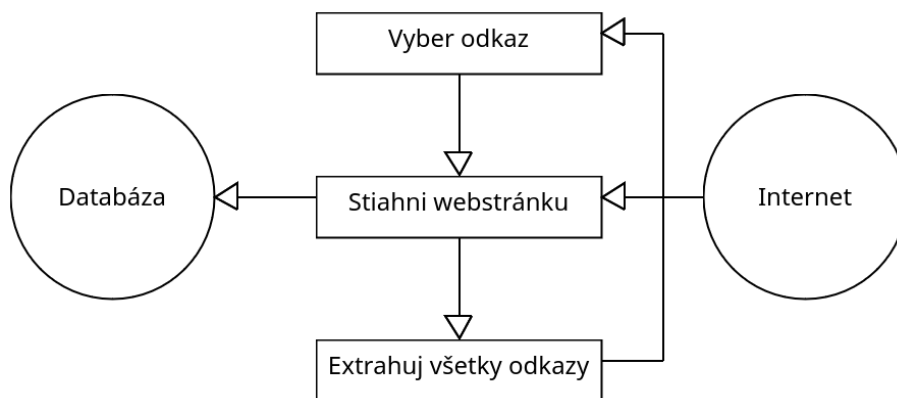 Vyber odkaz
Databáza
Stiahni webstránku
Internet
Extrahuj všetky odkazy